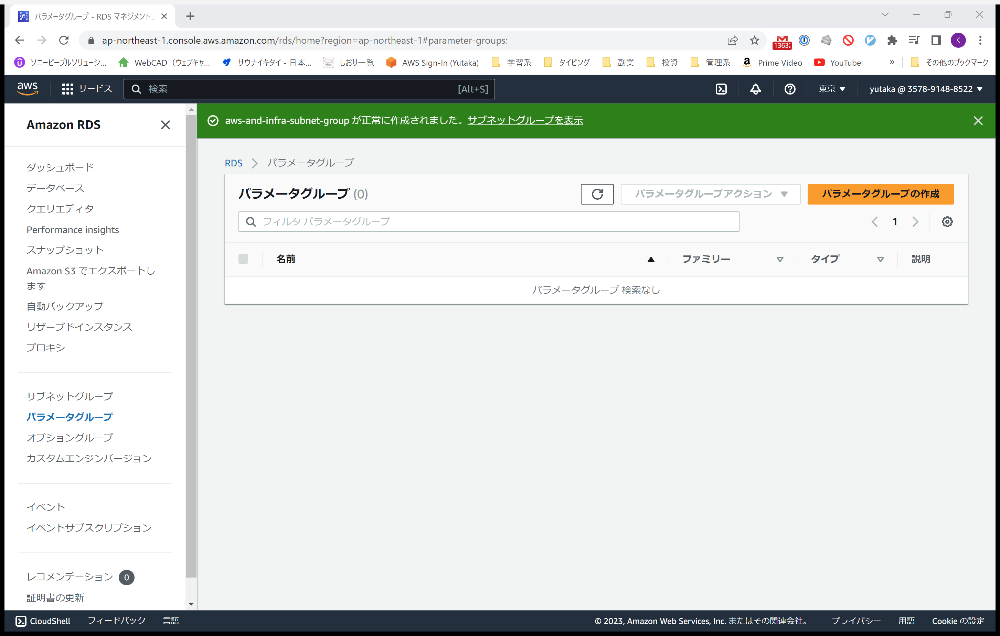 パラメータグループ - RDS マネジメントコ
ap-northeast-1.console.aws.amazon.com/rds/home?region=ap-northeast-1#parameter-groups:
ソニーピープルソリューシ... WebCAD（ウェブキャ... サウナイキタイ - 日本... しおり一覧 AWS Sign-In (Yutaka) 学習系 タイピング 副業 投資 管理系 Prime Video YouTube » その他のブックマーク
aws サービス 検索 [Alt+S] 東京 yutaka @ 3578-9148-8522
Amazon RDS
ダッシュボード
データベース
クエリエディタ
Performance insights
スナップショット
Amazon S3 でエクスポートし
ます
自動バックアップ
リザーブドインスタンス
プロキシ
サブネットグループ
パラメータグループ
オプショングループ
カスタムエンジンバージョン
イベント
イベントサブスクリプション
レコメンデーション 0
証明書の更新
aws-and-infra-subnet-group が正常に作成されました。サブネットグループを表示
RDS パラメータグループ
パラメータグループ (0) パラメータグループアクション パラメータグループの作成
フィルタ パラメータグループ 1
名前 ファミリー タイプ 説明
パラメータグループ 検索なし
CloudShell フィードバック 言語 © 2023, Amazon Web Services, Inc. またはその関連会社。 プライバシー 用語 Cookie の設定